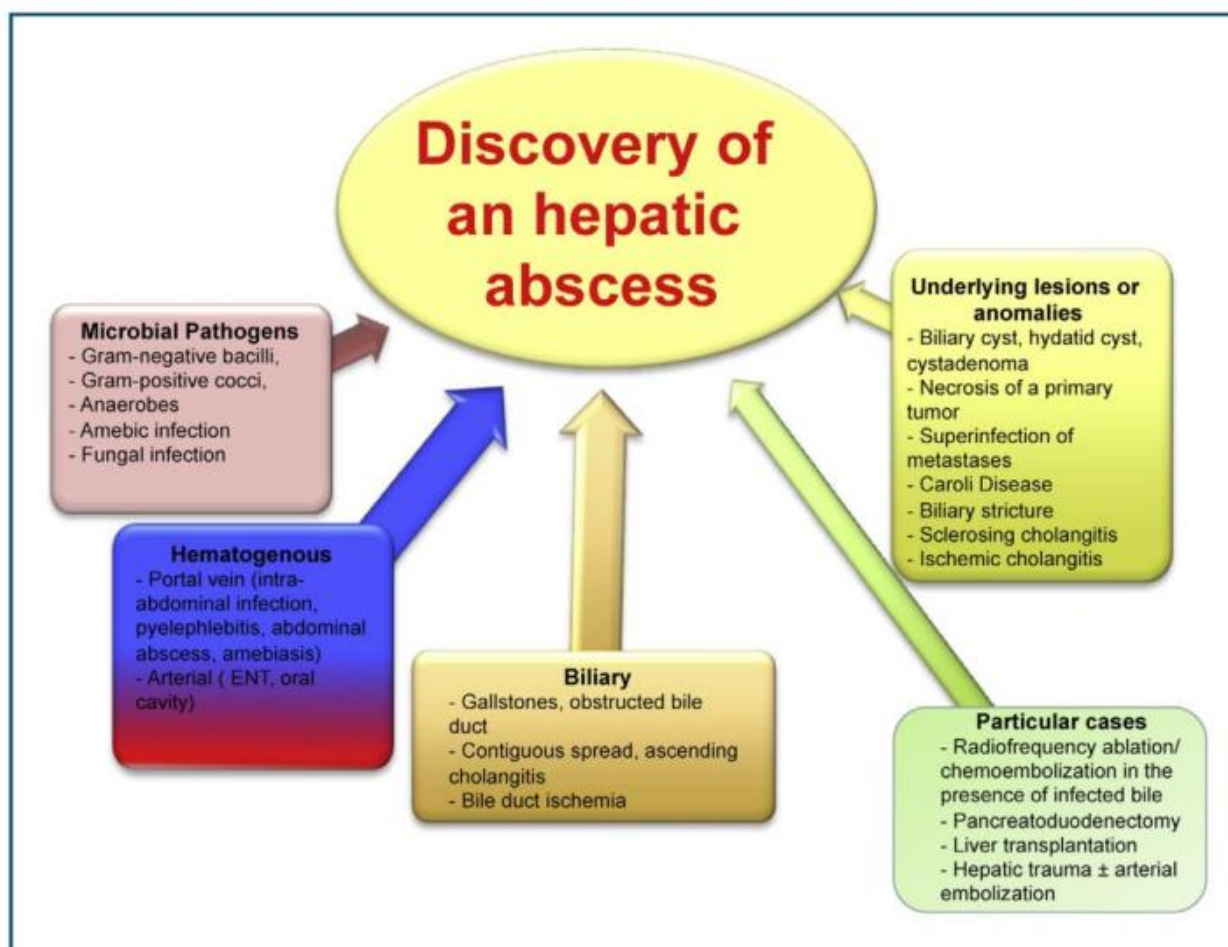 Discovery of
an hepatic
abscess
Microbial Pathogens
- Gram-negative bacilli,
- Gram-positive cocci,
- Anaerobes
- Amebic infection
- Fungal infection
Hematogenous
- Portal vein (intra-
abdominal infection,
pyelephlebitis, abdominal
abscess, amebiasis)
- Arterial ( ENT, oral
cavity)
Biliary
- Gallstones, obstructed bile
duct
- Contiguous spread, ascending
cholangitis
- Bile duct ischemia
Underlying lesions or
anomalies
- Biliary cyst, hydatid cyst,
cystadenoma
- Necrosis of a primary
tumor
- Superinfection of
metastases
- Caroli Disease
- Biliary stricture
- Sclerosing cholangitis
- Ischemic cholangitis
Particular cases
- Radiofrequency ablation/
chemoembolization in the
presence of infected bile
- Pancreatoduodenectomy
- Liver transplantation
- Hepatic trauma ± arterial
embolization